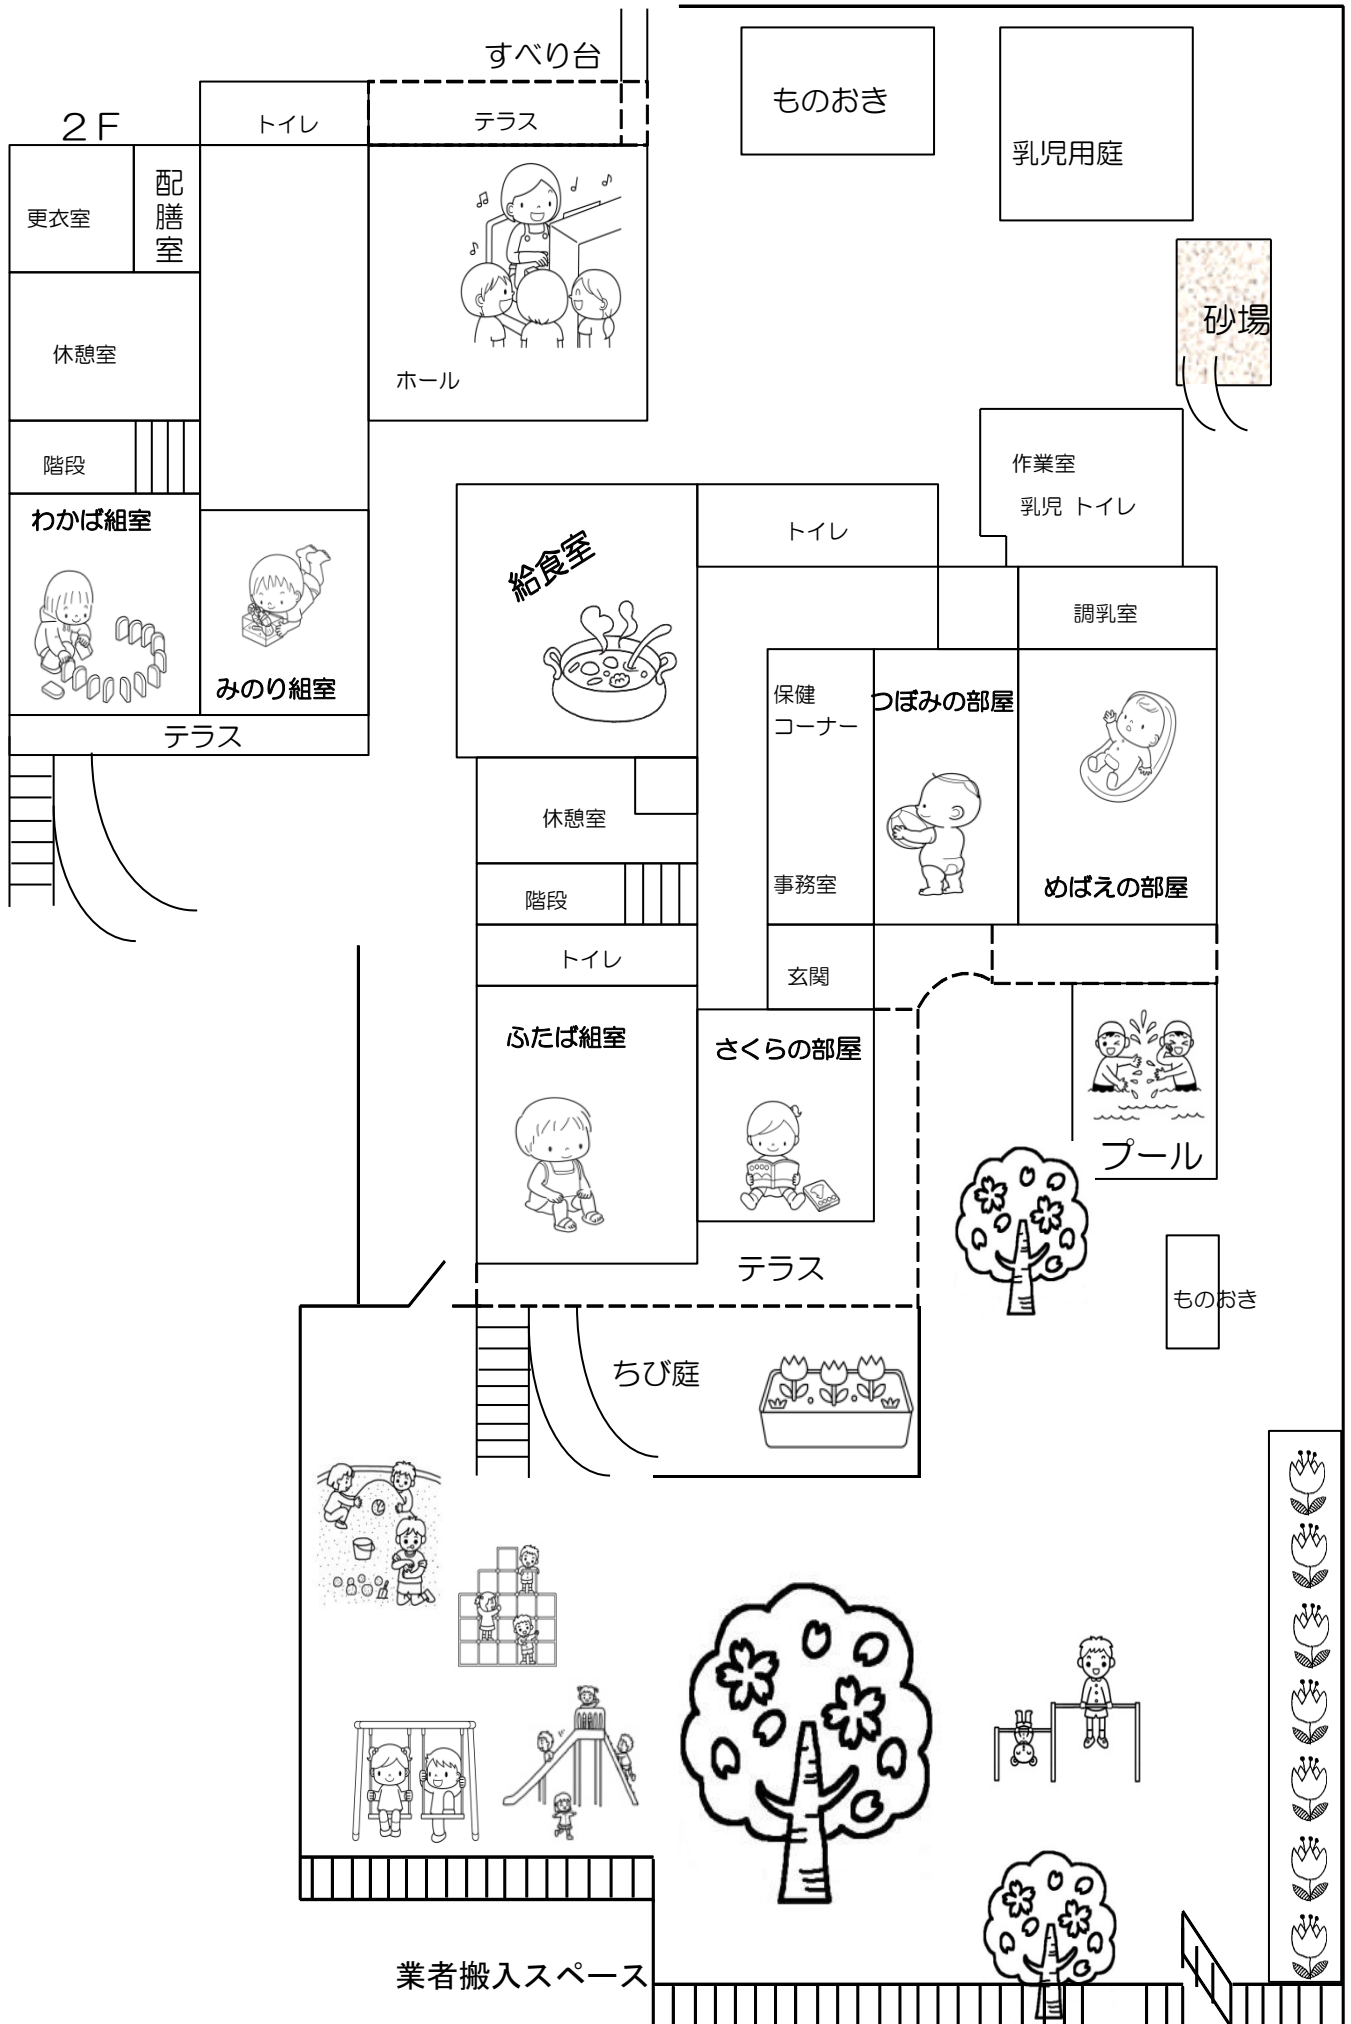 すべり台
ものおき
乳児用庭
2F
トイレ
テラス
更衣室
配膳室
砂場
休憩室
ホール
階段
作業室
乳児 トイレ
わかば組室
みのり組室
テラス
給食室
トイレ
調乳室
保健
コーナー
つぼみの部屋
休憩室
事務室
めばえの部屋
階段
トイレ
玄関
ふたば組室
さくらの部屋
プール
テラス
ものおき
ちび庭
業者搬入スペース